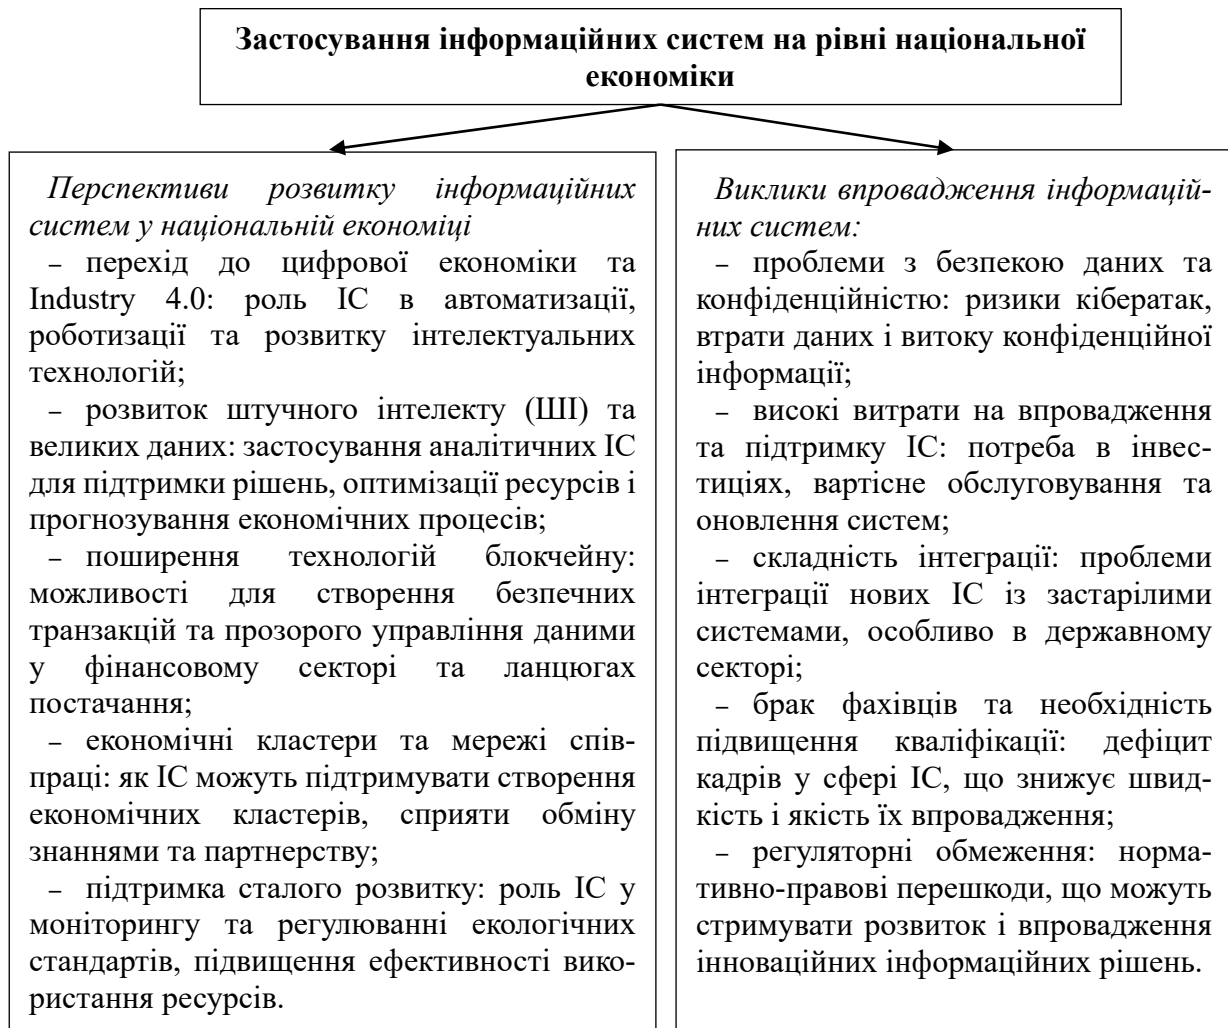 Застосування інформаційних систем на рівні національної
економіки
Перспективи розвитку інформаційних
систем у національній економіці
– перехід до цифрової економіки та
Industry 4.0: роль ІС в автоматизації,
роботизації та розвитку інтелектуальних
технологій;
– розвиток штучного інтелекту (ШІ) та
великих даних: застосування аналітичних ІС
для підтримки рішень, оптимізації ресурсів і
прогнозування економічних процесів;
– поширення технологій блокчейну:
можливості для створення безпечних
транзакцій та прозорого управління даними
у фінансовому секторі та ланцюгах
постачання;
– економічні кластери та мережі спів-
праці: як ІС можуть підтримувати створення
економічних кластерів, сприяти обміну
знаннями та партнерству;
– підтримка сталого розвитку: роль ІС у
моніторингу та регулюванні екологічних
стандартів, підвищення ефективності вико-
ристання ресурсів.
Виклики впровадження інформацій-
них систем:
– проблеми з безпекою даних та
конфіденційністю: ризики кібератак,
втрати даних і витоку конфіденційної
інформації;
– високі витрати на впровадження
та підтримку ІС: потреба в інвес-
тиціях, вартісне обслуговування та
оновлення систем;
– складність інтеграції: проблеми
інтеграції нових ІС із застарілими
системами, особливо в державному
секторі;
– брак фахівців та необхідність
підвищення кваліфікації: дефіцит
кадрів у сфері ІС, що знижує швид-
кість і якість їх впровадження;
– регуляторні обмеження: норма-
тивно-правові перешкоди, що можуть
стримувати розвиток і впровадження
інноваційних інформаційних рішень.